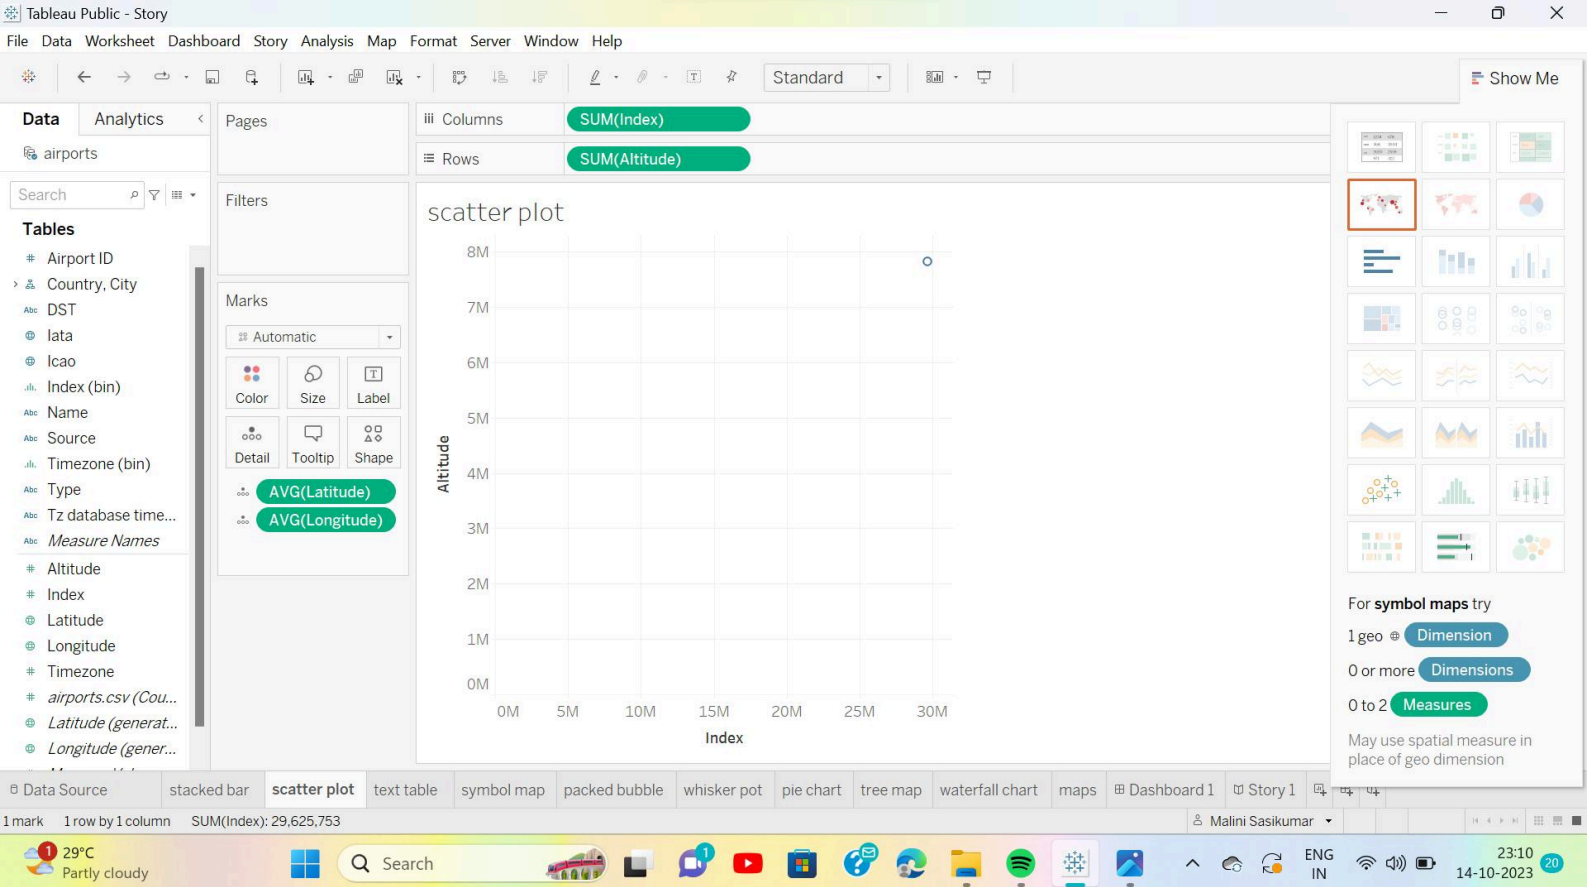 Tableau Public - Story
File Data Worksheet Dashboard Story Analysis Map Format Server Window Help
Standard
Show Me
Data Analytics
airports
Search
Tables
Airport ID
Country, City
Abc DST
Iata
Icao
Index (bin)
Abc Name
Abc Source
Timezone (bin)
Abc Type
Abc Tz database time...
Abc Measure Names
Altitude
Index
Latitude
Longitude
Timezone
airports.csv (Cou...
Latitude (generat...
Longitude (gener...
Pages
Filters
Marks
Automatic
Color Size Label
Detail Tooltip Shape
AVG(Latitude)
AVG(Longitude)
Columns SUM(Index)
Rows SUM(Altitude)
scatter plot
8M
7M
6M
5M
4M
3M
2M
1M
0M
Altitude
0M 5M 10M 15M 20M 25M 30M
Index
For symbol maps try
1 geo Dimension
0 or more Dimensions
0 to 2 Measures
May use spatial measure in
place of geo dimension
Data Source stacked bar scatter plot text table symbol map packed bubble whisker pot pie chart tree map waterfall chart maps Dashboard 1 Story 1
1 mark 1 row by 1 column SUM(Index): 29,625,753 Malini Sasikumar
1 29°C
Partly cloudy
Search
1
ENG
IN
23:10
14-10-2023
20